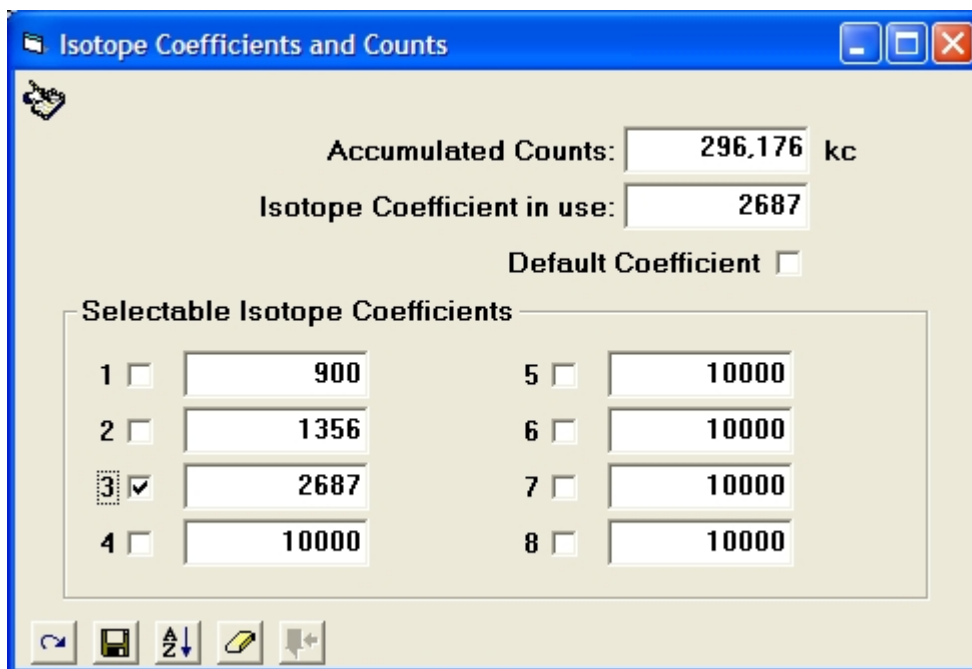 Isotope Coefficients and Counts
Accumulated Counts: 296,176 kc
Isotope Coefficient in use: 2687
Default Coefficient
Selectable Isotope Coefficients
1 900 5 10000
2 1356 6 10000
3 2687 7 10000
4 10000 8 10000
A
Z